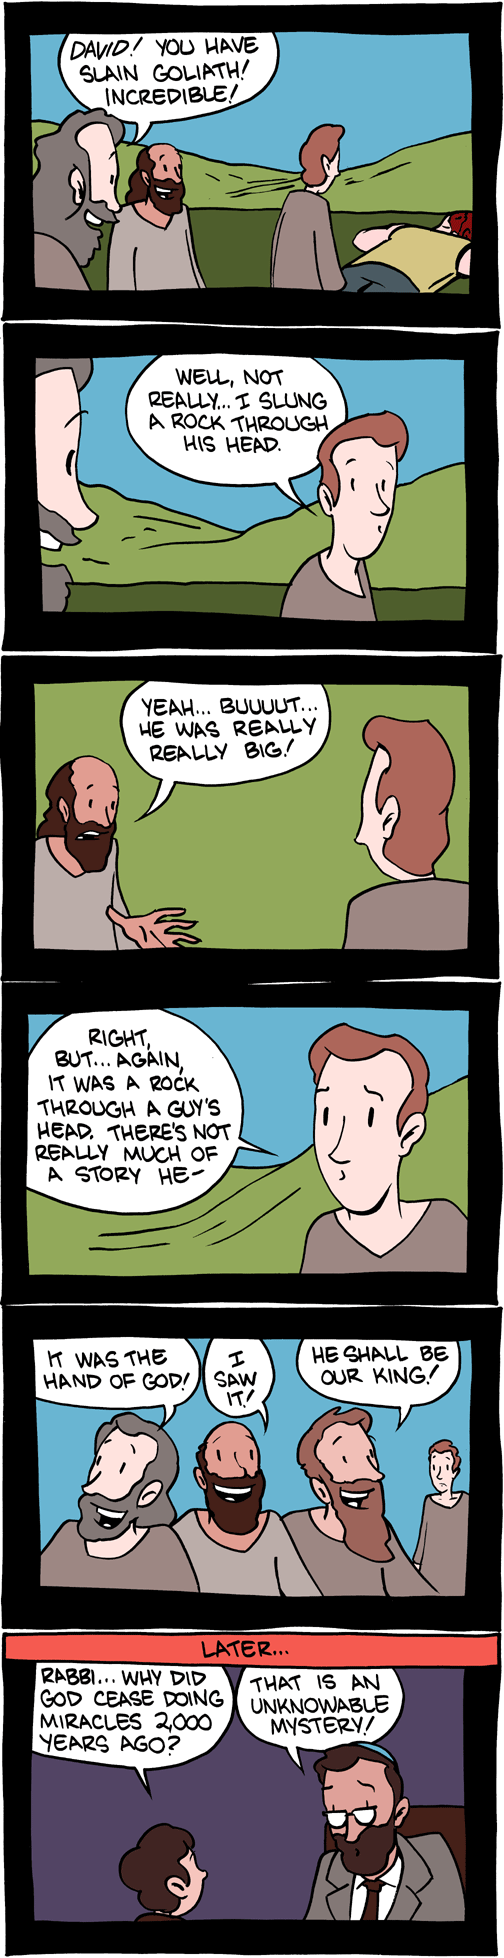 DAVID! YOU HAVE
SLAIN GOLIATH!
INCREDIBLE!
WELL, NOT
REALLY... I SLUNG
A ROCK THROUGH
HIS HEAD.
YEAH... BUUUUT...
HE WAS REALLY
REALLY BIG!
RIGHT,
BUT... AGAIN,
IT WAS A ROCK
THROUGH A GUY'S
HEAD. THERE'S NOT
REALLY MUCH OF
A STORY HE-
IT WAS THE
HAND OF GOD!
I
SAW
IT!
HE SHALL BE
OUR KING!
LATER...
RABBI... WHY DID
GOD CEASE DOING
MIRACLES 2,000
YEARS AGO?
THAT IS AN
UNKNOWABLE
MYSTERY!